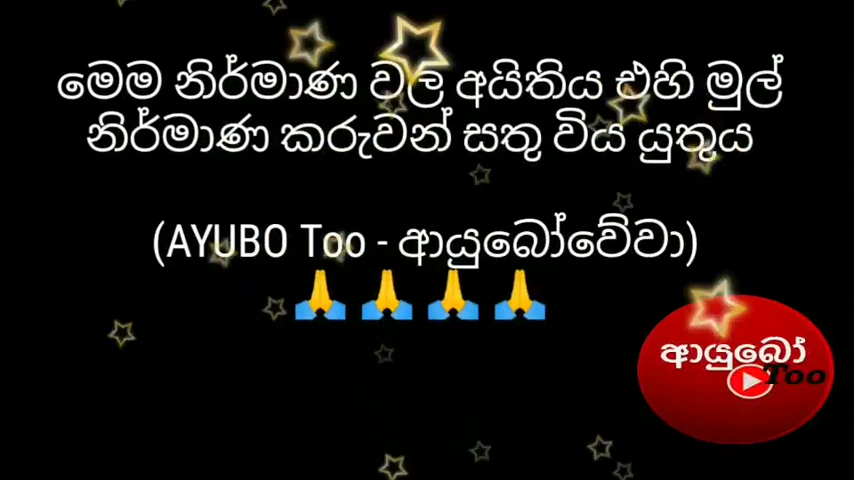 මෙම නිර්මාණ වල අයිතිය එහි මුල්
නිර්මාණ කරුවන් සතු විය යුතුය
(AYUBO Too - ආයුබෝවේවා)
🙏 🙏 🙏 🙏
ආයුබෝ
Too